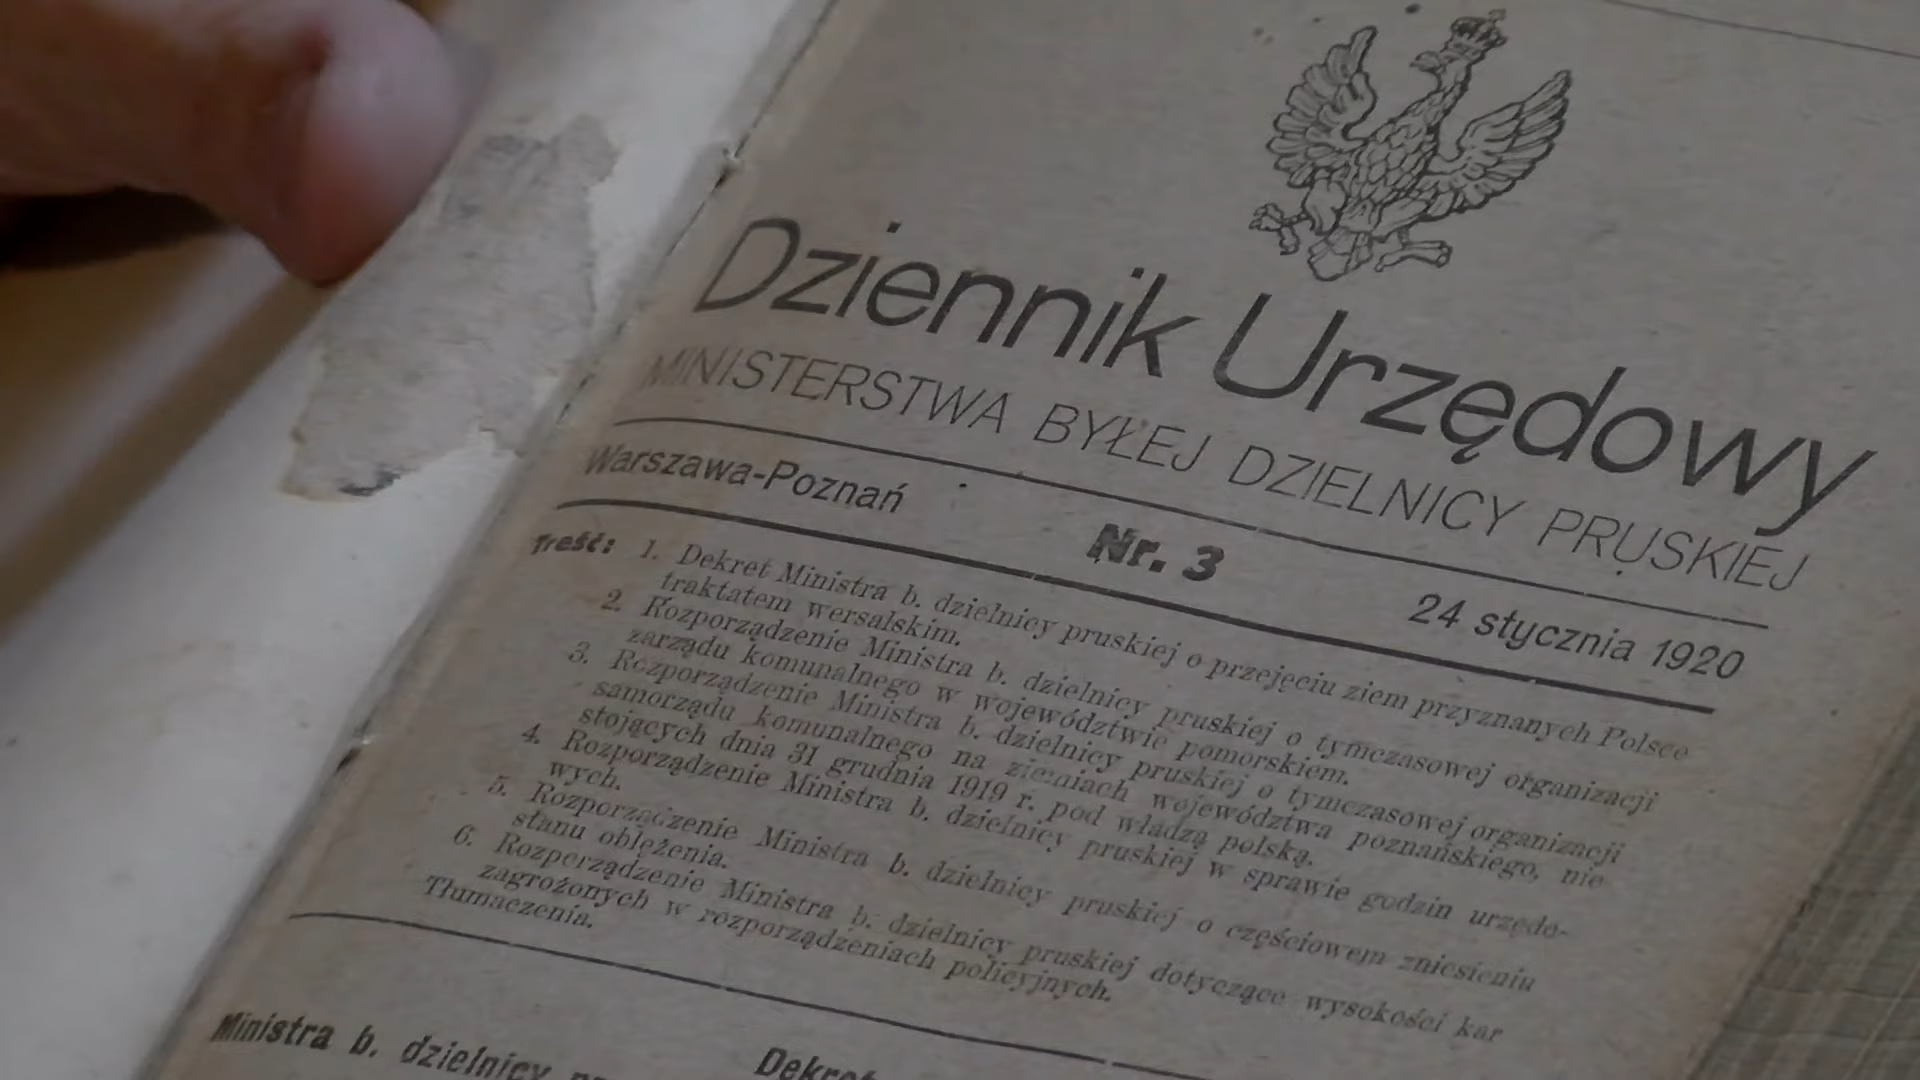 Dziennik Urzędowy
MINISTERSTWA BYŁEJ DZIELNICY PRUSKIEJ
Warszawa-Poznań Nr. 3 24 stycznia 1920
Treść: 1. Dekret Ministra b. dzielnicy pruskiej o przejęciu ziem przyznanych Polsce
traktatem wersalskim.
2. Rozporządzenie Ministra b. dzielnicy pruskiej o tymczasowej organizacji
zarządu komunalnego w województwie pomorskiem.
3. Rozporządzenie Ministra b. dzielnicy pruskiej o tymczasowej organizacji
samorządu komunalnego na ziemiach województwa poznańskiego, nie
stojących dnia 31 grudnia 1919 r. pod władzą polską.
4. Rozporządzenie Ministra b. dzielnicy pruskiej w sprawie godzin urzędo-
wych.
5. Rozporządzenie Ministra b. dzielnicy pruskiej o częściowem zniesieniu
stanu oblężenia.
6. Rozporządzenie Ministra b. dzielnicy pruskiej dotyczące wysokości kar
zagrożonych w rozporządzeniach policyjnych.
Tłumaczenia.
Dekret
Ministra b. dzielnicy